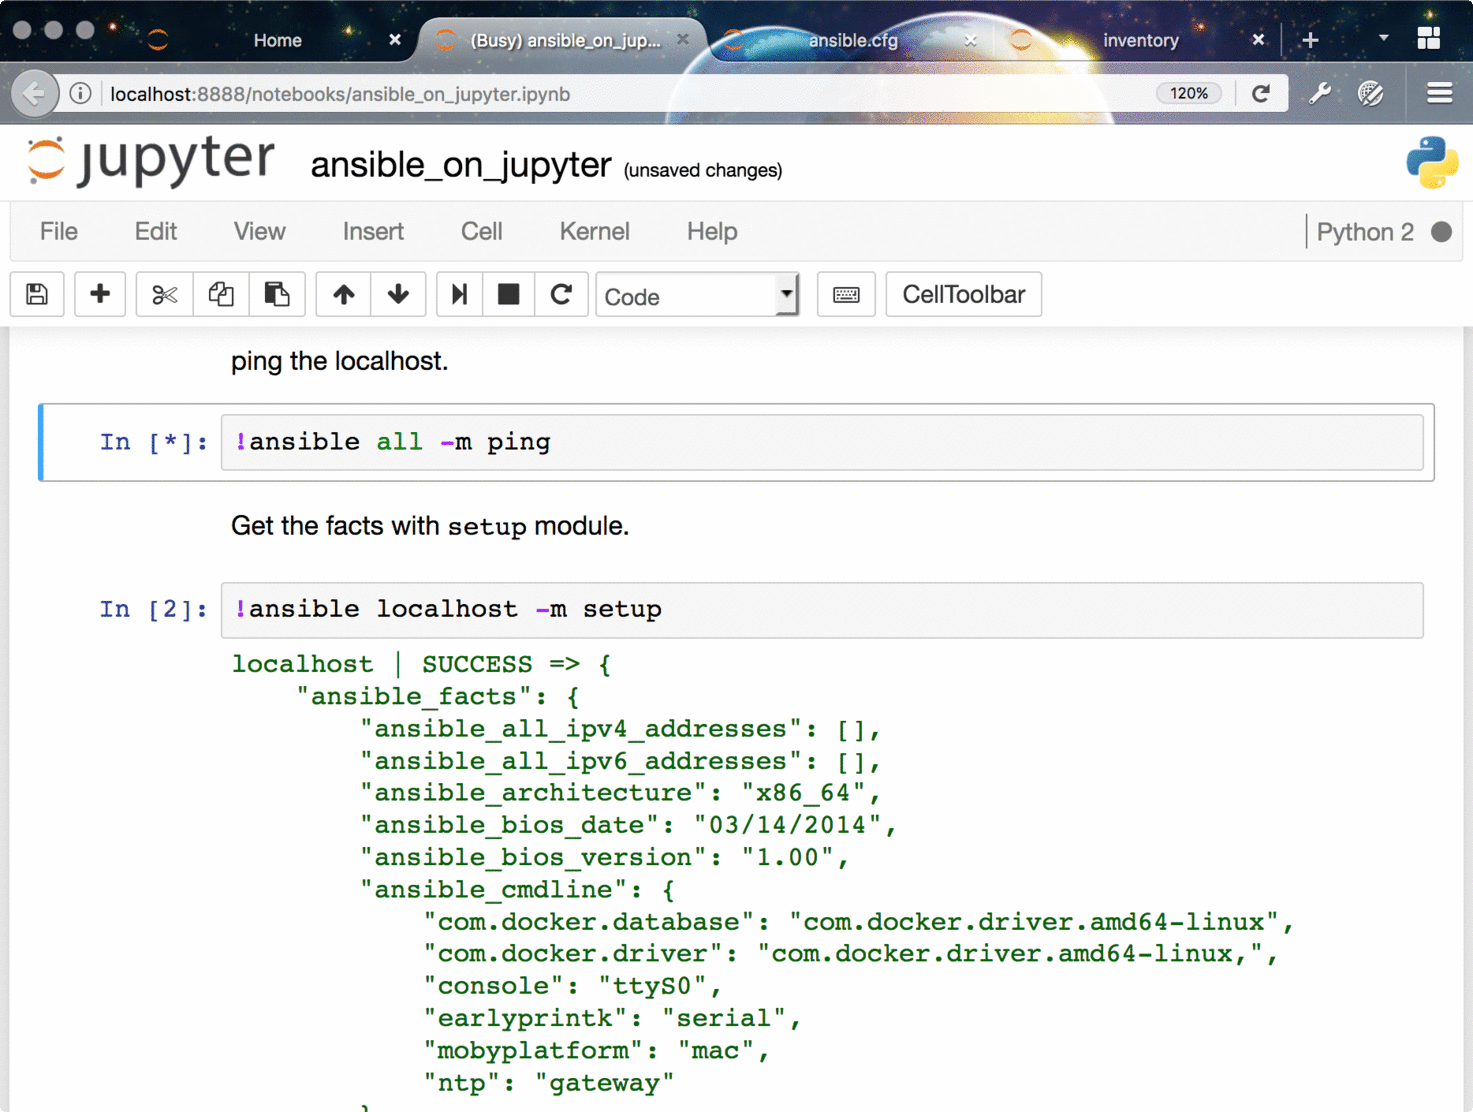 Home
(Busy) ansible_on_jup...
ansible.cfg
inventory
localhost:8888/notebooks/ansible_on_jupyter.ipynb
120%
jupyter ansible_on_jupyter (unsaved changes)
File Edit View Insert Cell Kernel Help Python 2
Code CellToolbar
ping the localhost.
In [*]: !ansible all -m ping
Get the facts with setup module.
In [2]: !ansible localhost -m setup
localhost | SUCCESS => {
    "ansible_facts": {
        "ansible_all_ipv4_addresses": [],
        "ansible_all_ipv6_addresses": [],
        "ansible_architecture": "x86_64",
        "ansible_bios_date": "03/14/2014",
        "ansible_bios_version": "1.00",
        "ansible_cmdline": {
            "com.docker.database": "com.docker.driver.amd64-linux",
            "com.docker.driver": "com.docker.driver.amd64-linux,",
            "console": "ttyS0",
            "earlyprintk": "serial",
            "mobyplatform": "mac",
            "ntp": "gateway"
        }